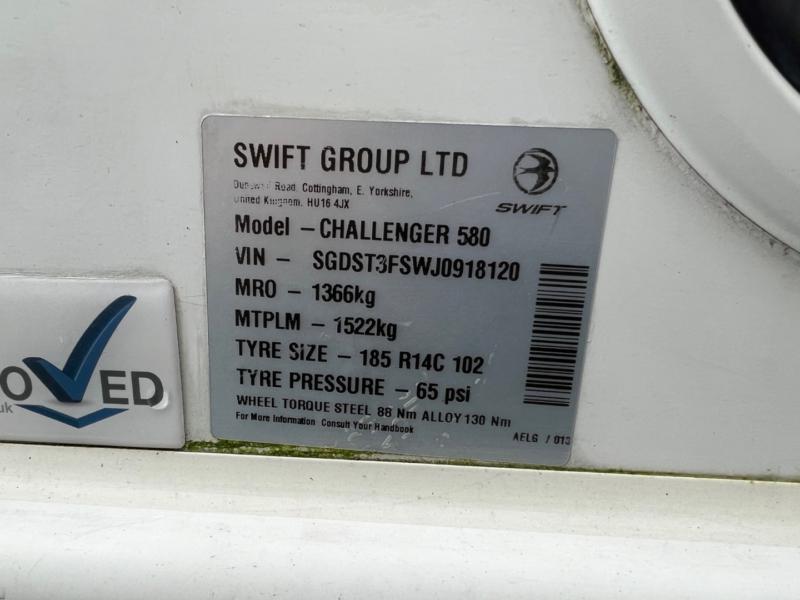 SWIFT GROUP LTD
Road, Cottingham, E. Yorkshire,
United Kingdom. HU16 4JX
SWIFT
Model - CHALLENGER 580
VIN - SGDST3FSWJ0918120
MRO - 1366kg
MTPLM - 1522kg
TYRE SIZE - 185 R14C 102
TYRE PRESSURE - 65 psi
WHEEL TORQUE STEEL 88 Nm ALLOY 130 Nm
For More Information Consult Your Handbook
AELG / 013
OVED
uk